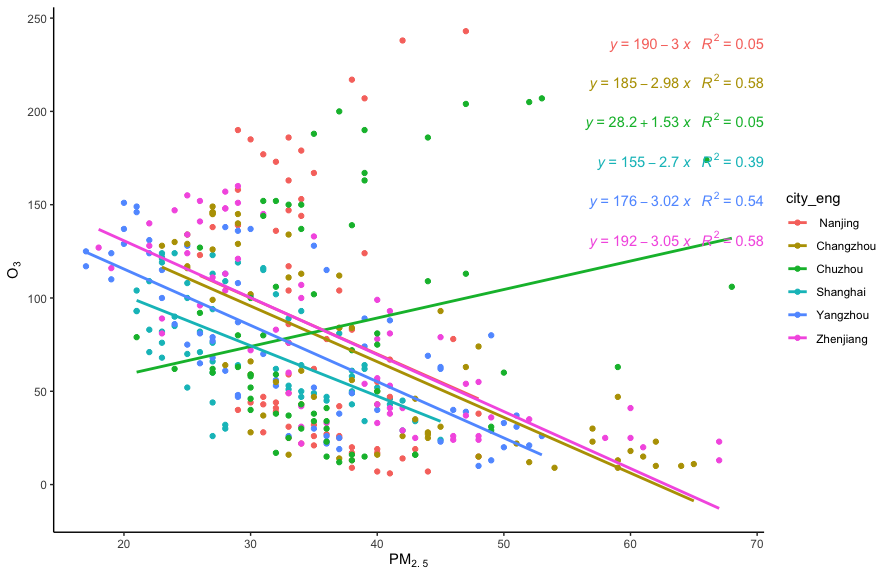 250
200
150
100
50
0
O₃
20
30
40
50
60
70
PM₂.₅
y = 190 − 3 x R² = 0.05
y = 185 − 2.98 x R² = 0.58
y = 28.2 + 1.53 x R² = 0.05
y = 155 − 2.7 x R² = 0.39
y = 176 − 3.02 x R² = 0.54
y = 192 − 3.05 x R² = 0.58
city_eng
Nanjing
Changzhou
Chuzhou
Shanghai
Yangzhou
Zhenjiang